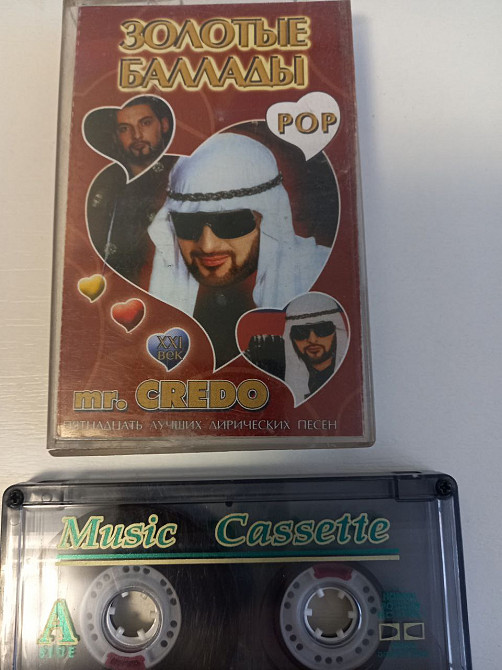 ЗОЛОТЫЕ
БАЛЛАДЫ
POP
XXI
ВЕК
mr. CREDO
ПЯТНАДЦАТЬ ЛУЧШИХ ЛИРИЧЕСКИХ ПЕСЕН
Music Cassette
A
SIDE